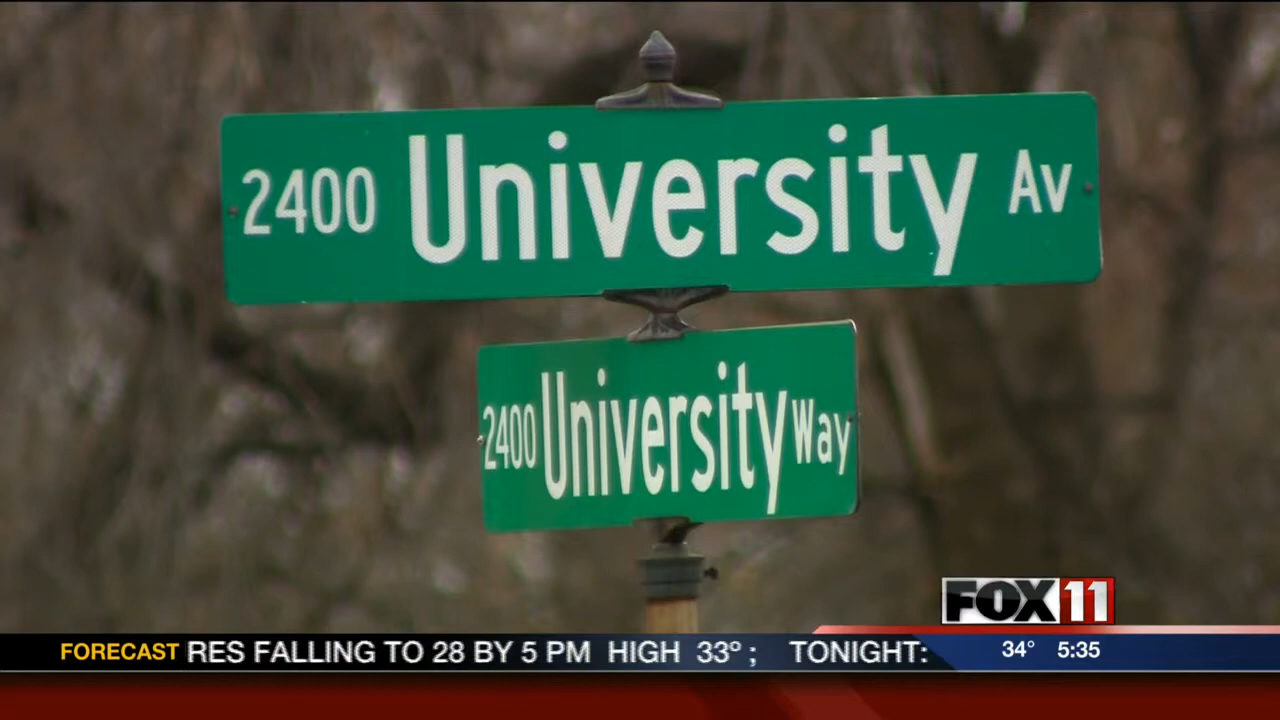 2400 University Av
2400 University Way
FOX 11
FORECAST RES FALLING TO 28 BY 5 PM HIGH 33° ; TONIGHT: 34° 5:35